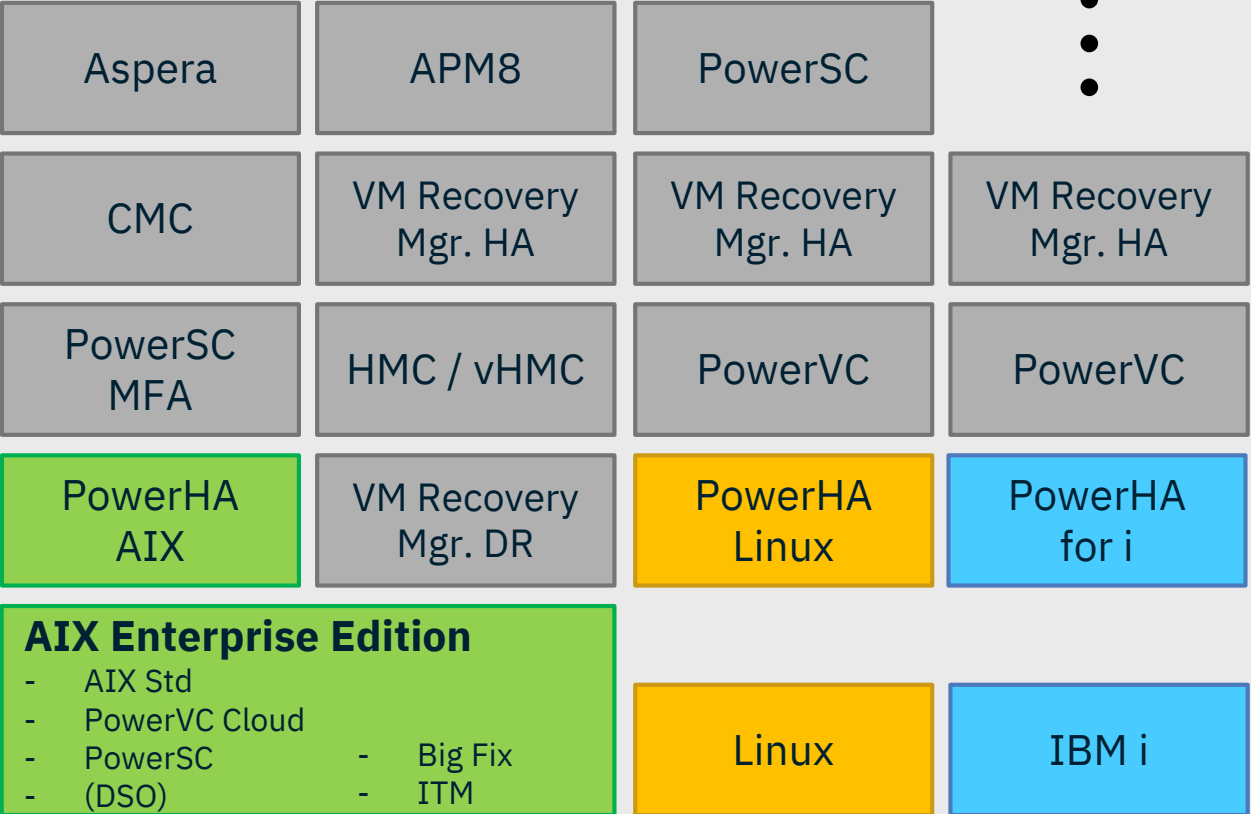 Aspera
APM8
PowerSC
CMC
VM Recovery
Mgr. HA
VM Recovery
Mgr. HA
VM Recovery
Mgr. HA
PowerSC
MFA
HMC / vHMC
PowerVC
PowerVC
PowerHA
AIX
VM Recovery
Mgr. DR
PowerHA
Linux
PowerHA
for i
AIX Enterprise Edition
- AIX Std
- PowerVC Cloud
- PowerSC
- (DSO)
- Big Fix
- ITM
Linux
IBM i